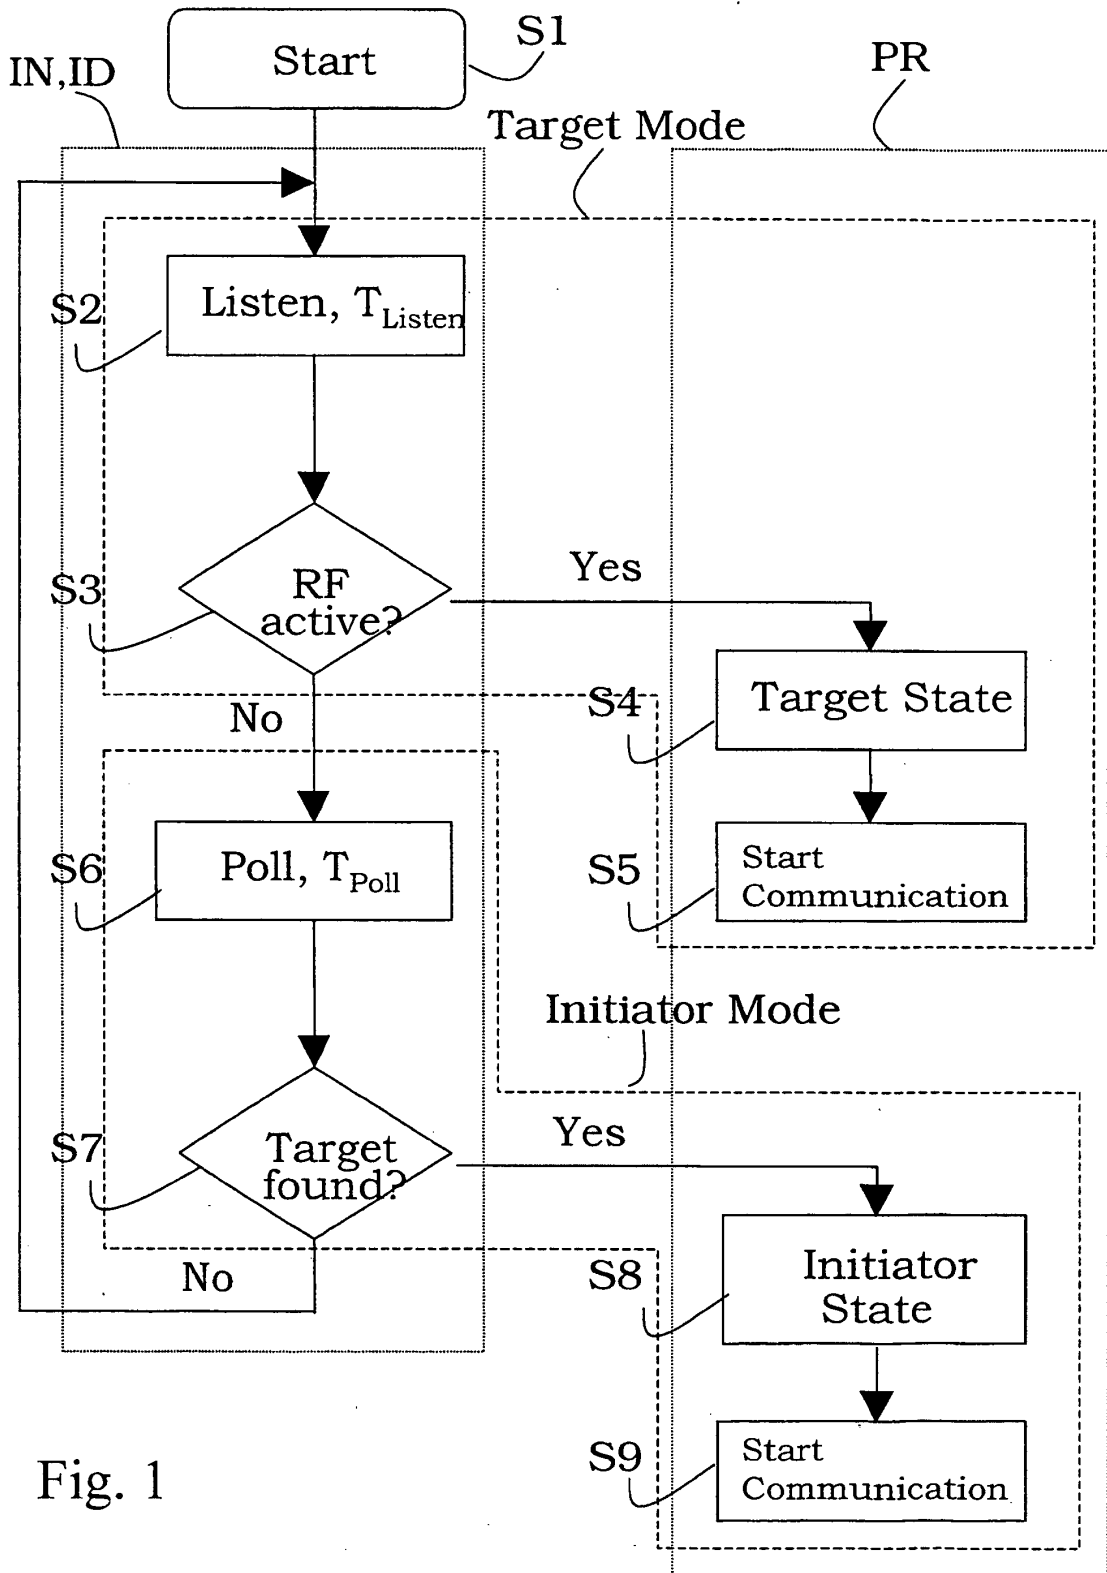 Start
S1
IN,ID
PR
Target Mode
S2
Listen, T_Listen
S3
RF
active?
Yes
S4
Target State
No
S5
Start
Communication
S6
Poll, T_Poll
Initiator Mode
S7
Target
found?
Yes
No
S8
Initiator
State
S9
Start
Communication
Fig. 1